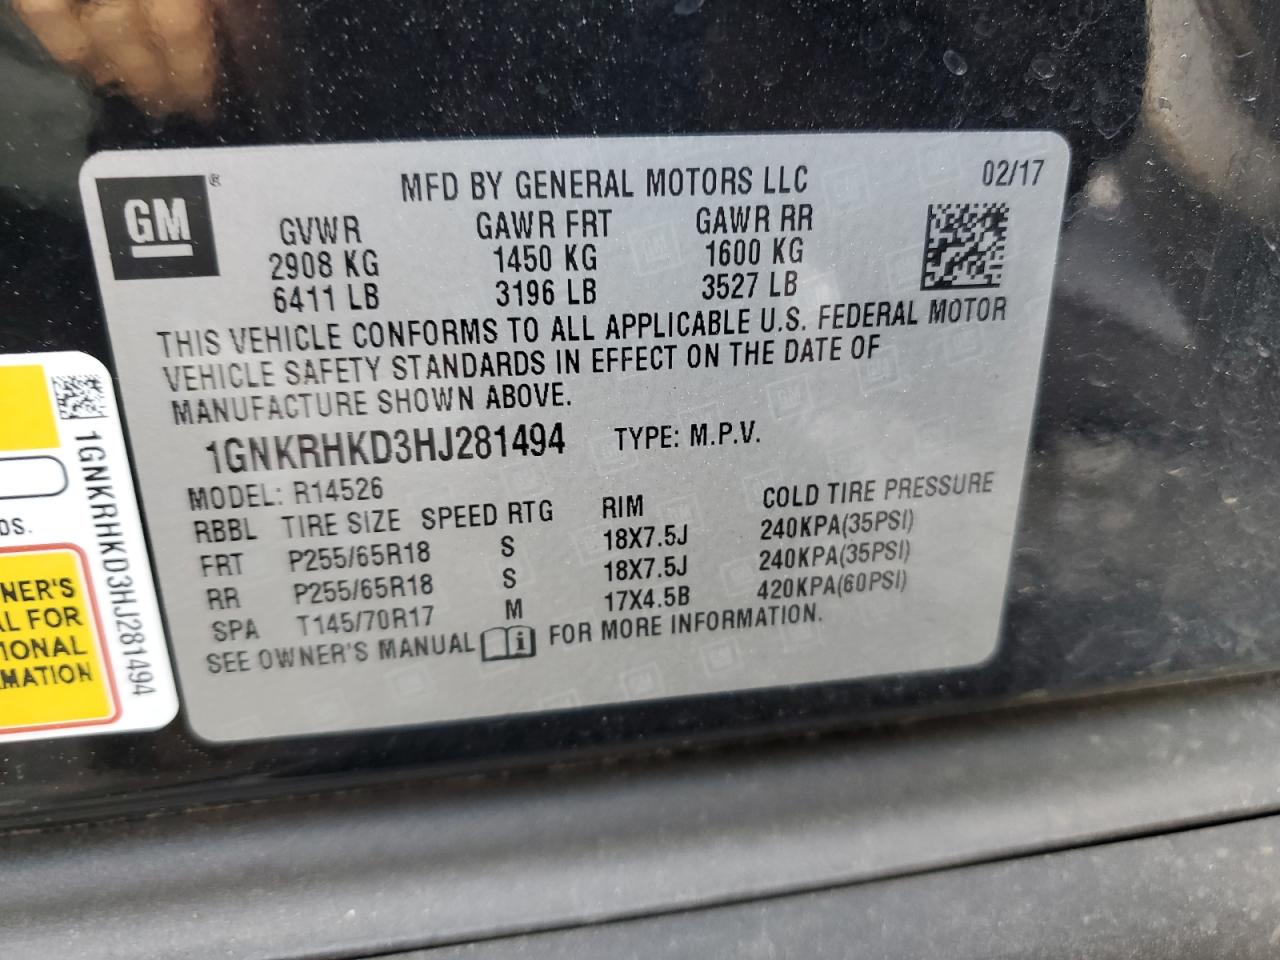 GM®
MFD BY GENERAL MOTORS LLC
02/17
GVWR GAWR FRT GAWR RR
2908 KG 1450 KG 1600 KG
6411 LB 3196 LB 3527 LB
THIS VEHICLE CONFORMS TO ALL APPLICABLE U.S. FEDERAL MOTOR
VEHICLE SAFETY STANDARDS IN EFFECT ON THE DATE OF
MANUFACTURE SHOWN ABOVE.
1GNKRHKD3HJ281494 TYPE: M.P.V.
MODEL: R14526
RBBL TIRE SIZE SPEED RTG RIM COLD TIRE PRESSURE
FRT P255/65R18 S 18X7.5J 240KPA(35PSI)
RR P255/65R18 S 18X7.5J 240KPA(35PSI)
SPA T145/70R17 M 17X4.5B 420KPA(60PSI)
SEE OWNER'S MANUAL i FOR MORE INFORMATION.
1GNKRHKD3HJ281494
DS.
NER'S
L FOR
IONAL
MATION